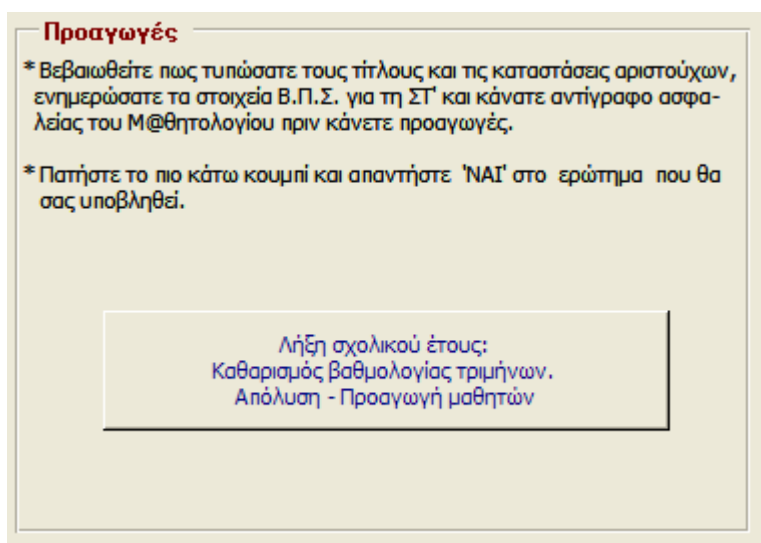 Προαγωγές
* Βεβαιωθείτε πως τυπώσατε τους τίτλους και τις καταστάσεις αριστούχων,
ενημερώσατε τα στοιχεία Β.Π.Σ. για τη ΣΤ' και κάνατε αντίγραφο ασφα-
λείας του Μ@θητολογίου πριν κάνετε προαγωγές.
* Πατήστε το πιο κάτω κουμπί και απαντήστε 'ΝΑΙ' στο ερώτημα που θα
σας υποβληθεί.
Λήξη σχολικού έτους:
Καθαρισμός βαθμολογίας τριμήνων.
Απόλυση - Προαγωγή μαθητών